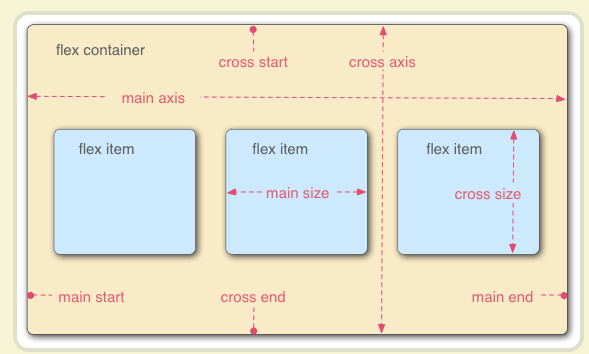 flex container
cross start
cross axis
main axis
flex item
flex item
flex item
main size
cross size
main start
cross end
main end